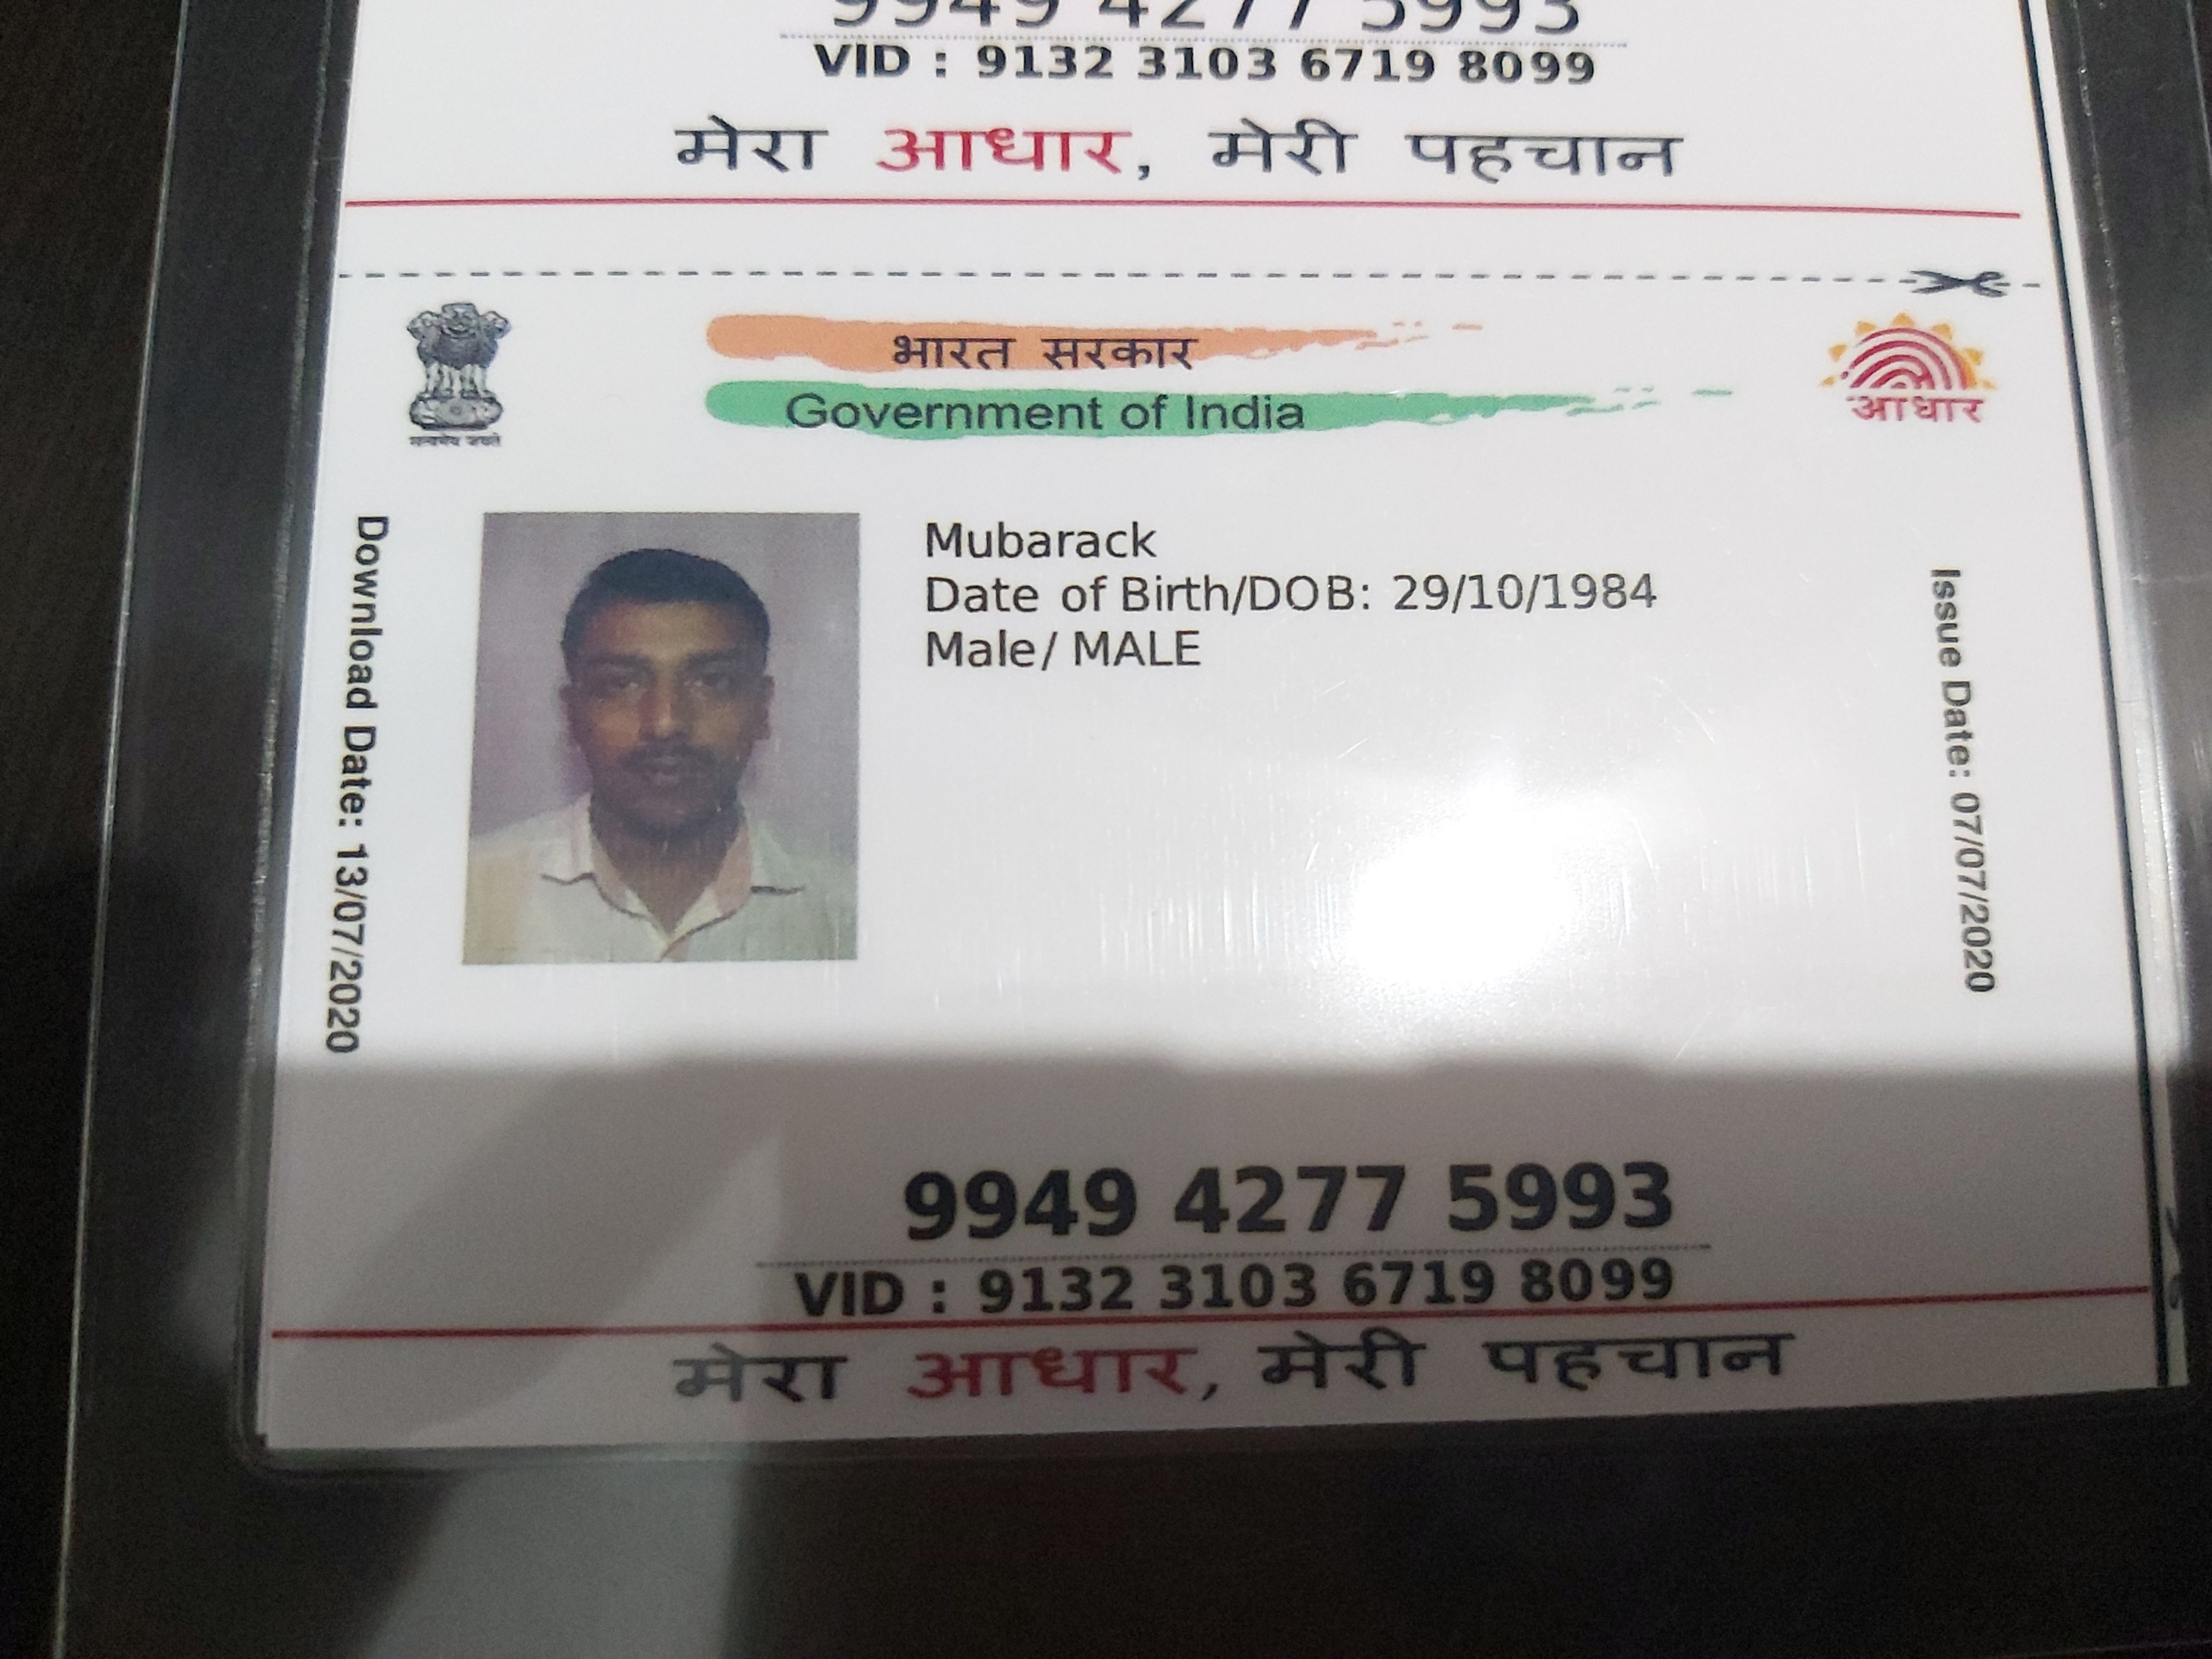 9949 4277 5993
VID : 9132 3103 6719 8099
मेरा आधार, मेरी पहचान
भारत सरकार
Government of India
आधार
Download Date: 13/07/2020
Issue Date: 07/07/2020
Mubarack
Date of Birth/DOB: 29/10/1984
Male/ MALE
9949 4277 5993
VID : 9132 3103 6719 8099
मेरा आधार, मेरी पहचान